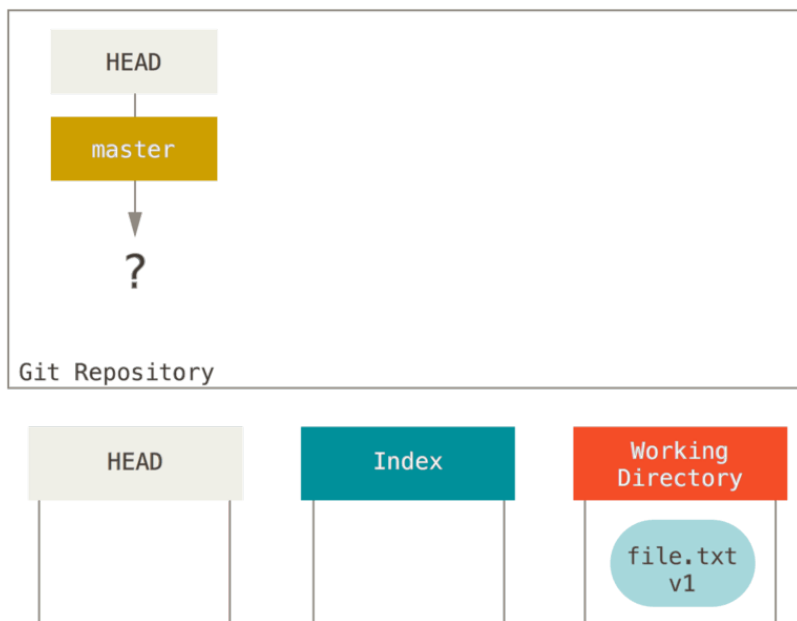 HEAD
master
?
Git Repository
HEAD
Index
Working
Directory
file.txt
v1